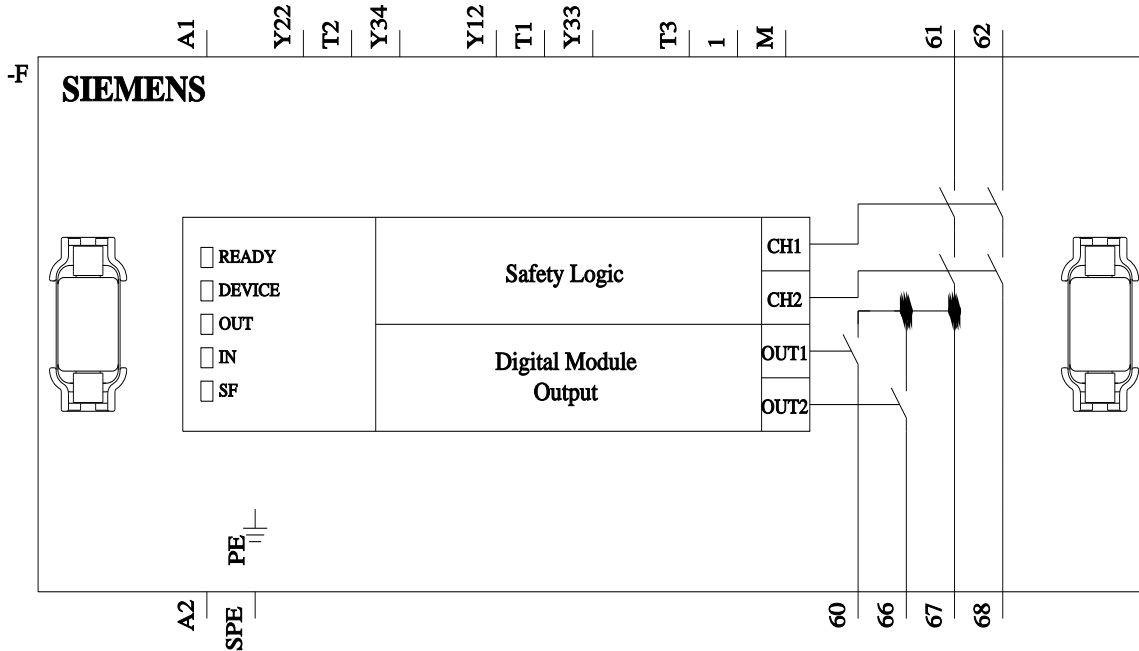 A1
Y22
T2
Y34
Y12
T1
Y33
T3
1
M
61
62
-F
SIEMENS
READY
DEVICE
OUT
IN
SF
Safety Logic
Digital Module
Output
CH1
CH2
OUT1
OUT2
PE
A2
SPE
60
66
67
68